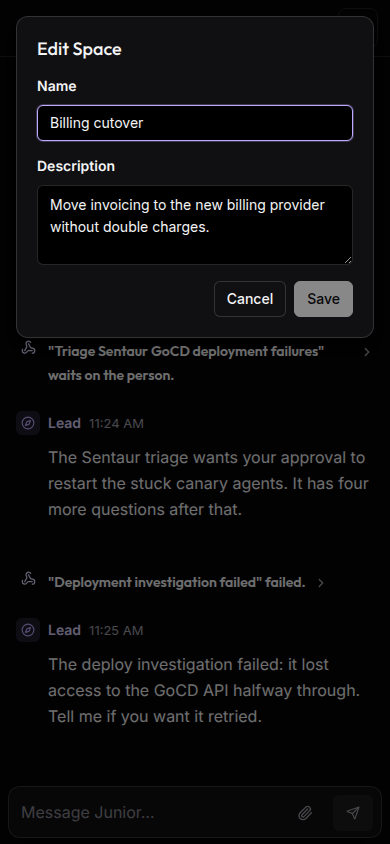 Edit Space
Name
Billing cutover
Description
Move invoicing to the new billing provider
without double charges.
Cancel
Save
"Triage Sentaur GoCD deployment failures"
waits on the person.
Lead 11:24 AM
The Sentaur triage wants your approval to
restart the stuck canary agents. It has four
more questions after that.
"Deployment investigation failed" failed.
Lead 11:25 AM
The deploy investigation failed: it lost
access to the GoCD API halfway through.
Tell me if you want it retried.
Message Junior...